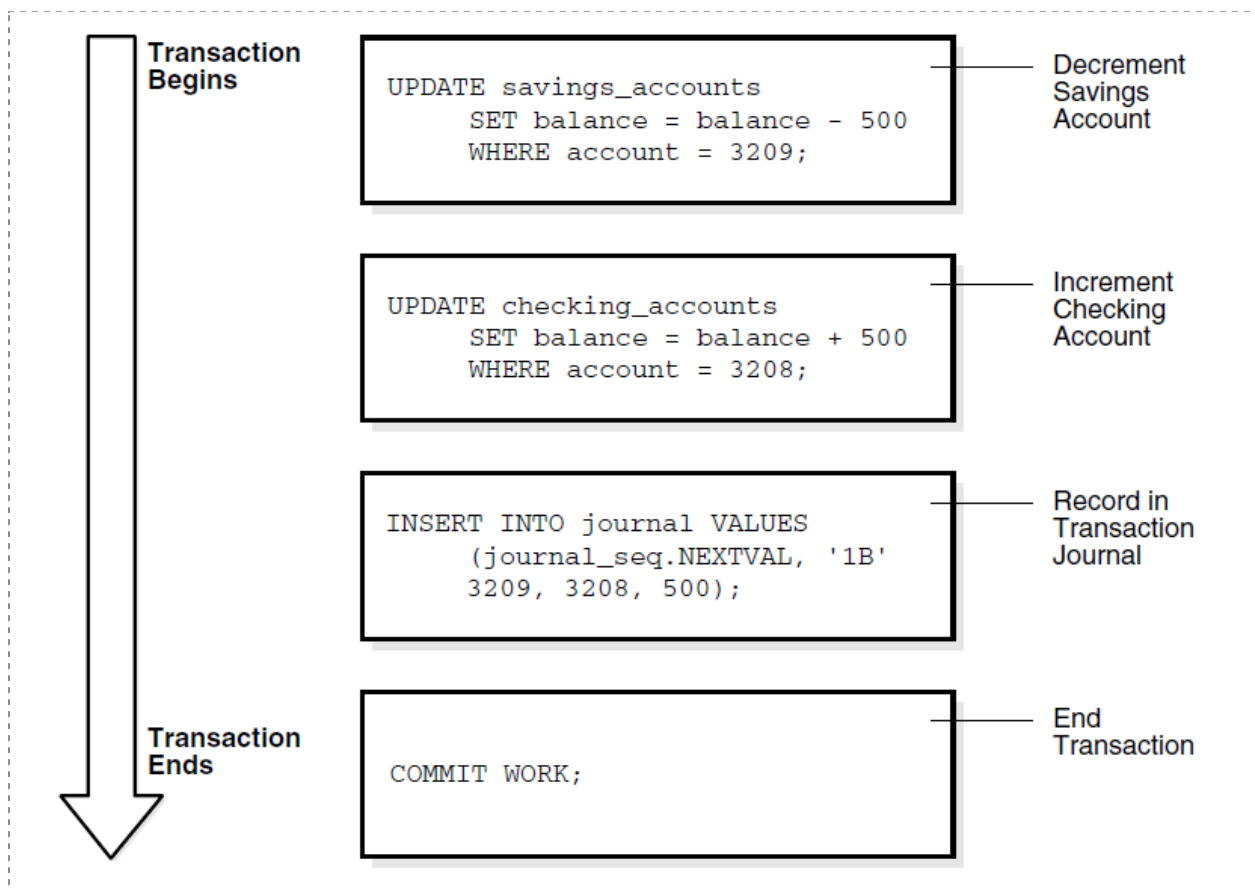 Transaction
Begins
UPDATE savings_accounts
SET balance = balance - 500
WHERE account = 3209;
Decrement
Savings
Account
UPDATE checking_accounts
SET balance = balance + 500
WHERE account = 3208;
Increment
Checking
Account
INSERT INTO journal VALUES
(journal_seq.NEXTVAL, '1B'
3209, 3208, 500);
Record in
Transaction
Journal
Transaction
Ends
COMMIT WORK;
End
Transaction